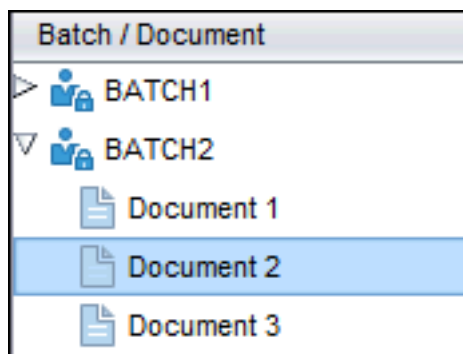 Batch / Document
BATCH1
BATCH2
Document 1
Document 2
Document 3